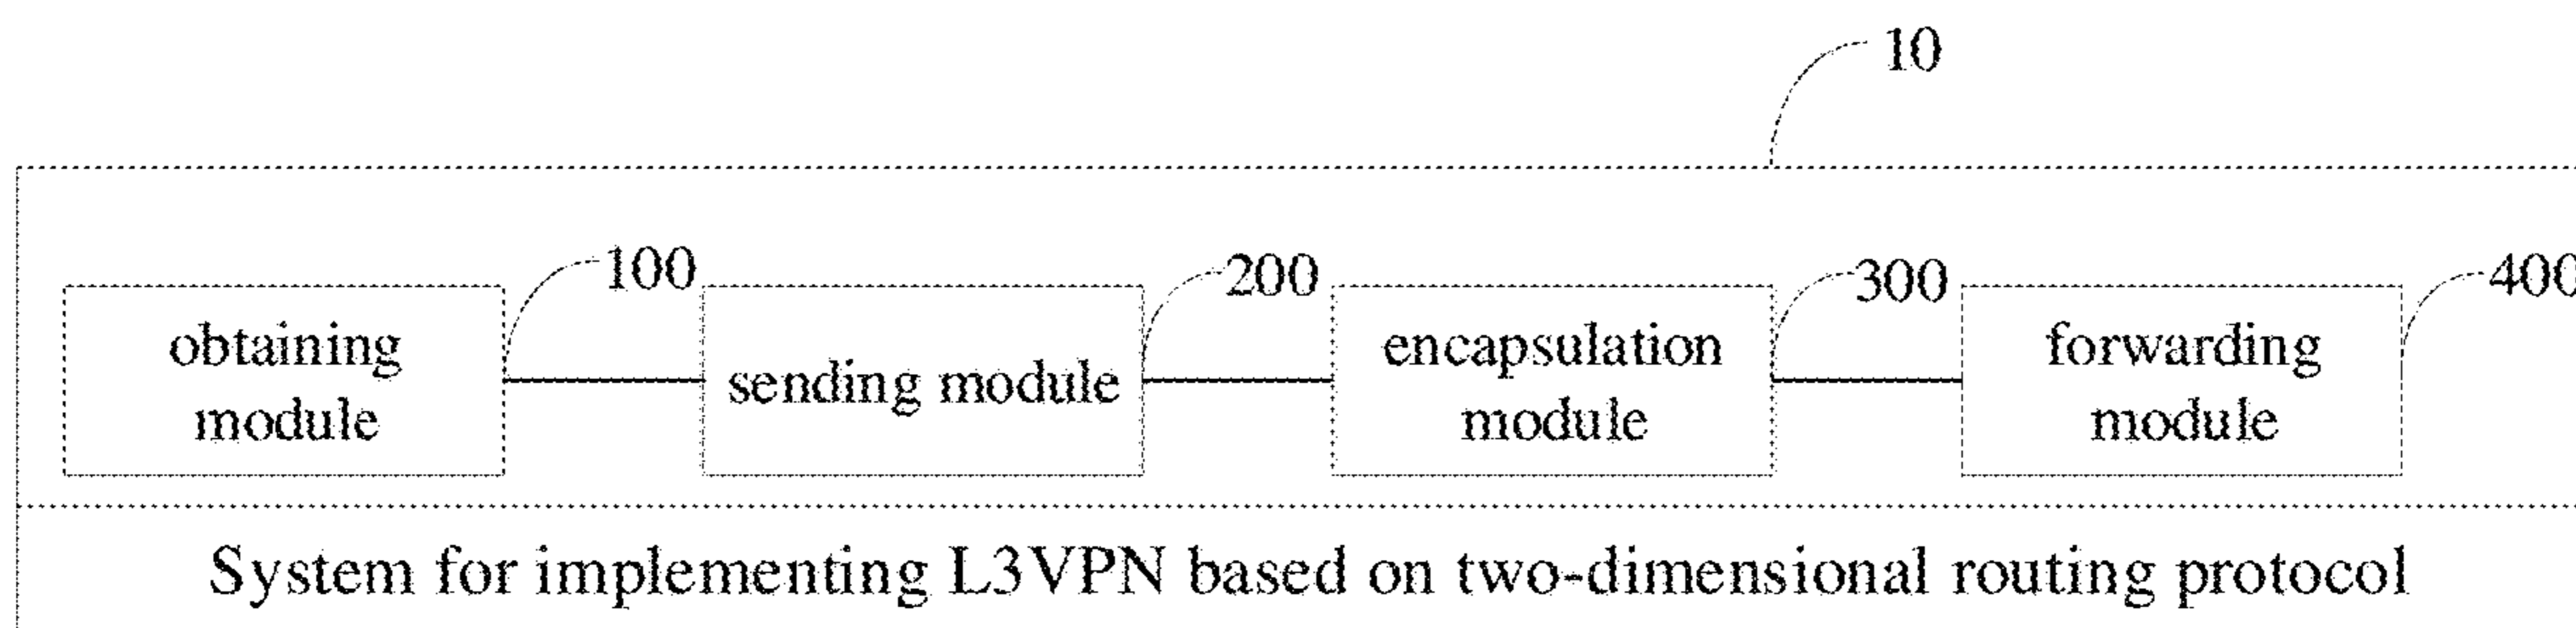 10
100
200
300
400
obtaining
module
sending module
encapsulation
module
forwarding
module
System for implementing L3VPN based on two-dimensional routing protocol